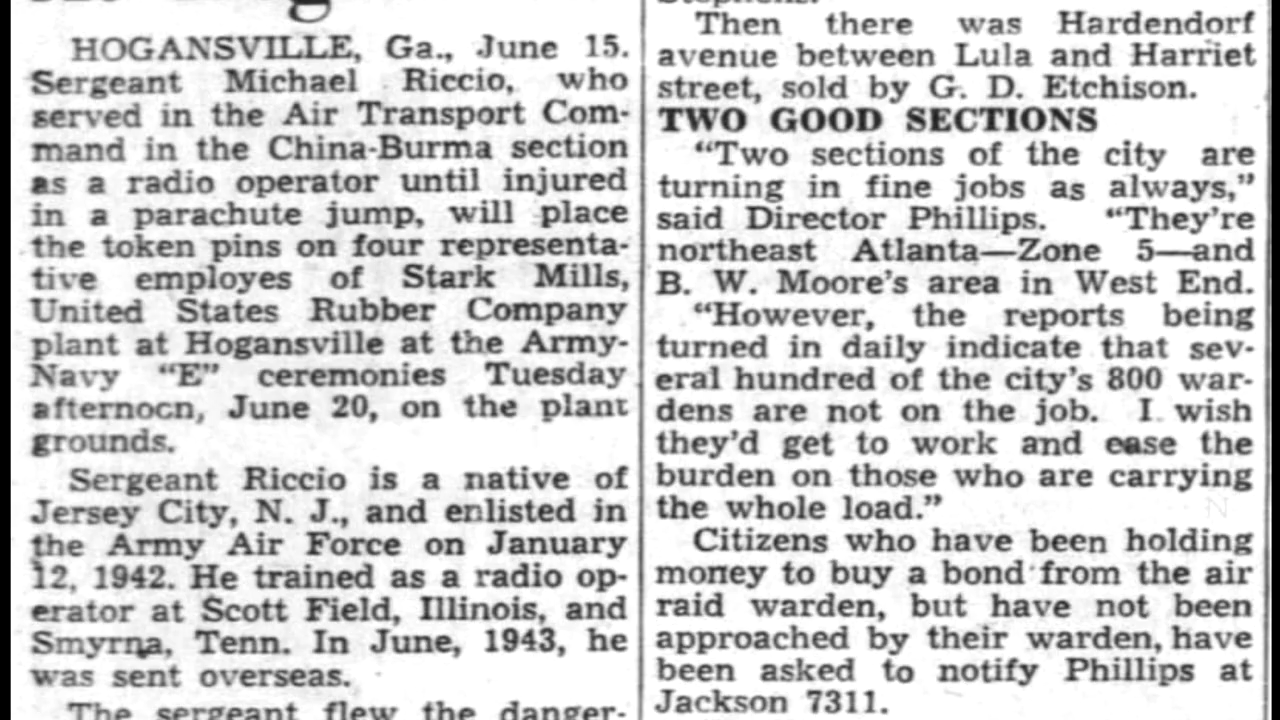 HOGANSVILLE, Ga., June 15.
Sergeant Michael Riccio, who
served in the Air Transport Com-
mand in the China-Burma section
as a radio operator until injured
in a parachute jump, will place
the token pins on four representa-
tive employes of Stark Mills,
United States Rubber Company
plant at Hogansville at the Army-
Navy “E” ceremonies Tuesday
afternocn, June 20, on the plant
grounds.
Sergeant Riccio is a native of
Jersey City, N. J., and enlisted in
the Army Air Force on January
12, 1942. He trained as a radio op-
erator at Scott Field, Illinois, and
Smyrna, Tenn. In June, 1943, he
was sent overseas.
The sergeant flew the danger-
Stephens.
Then there was Hardendorf
avenue between Lula and Harriet
street, sold by G. D. Etchison.
TWO GOOD SECTIONS
“Two sections of the city are
turning in fine jobs as always,”
said Director Phillips. “They’re
northeast Atlanta—Zone 5—and
B. W. Moore’s area in West End.
“However, the reports being
turned in daily indicate that sev-
eral hundred of the city’s 800 war-
dens are not on the job. I wish
they’d get to work and ease the
burden on those who are carrying
the whole load.”
Citizens who have been holding
money to buy a bond from the air
raid warden, but have not been
approached by their warden, have
been asked to notify Phillips at
Jackson 7311.